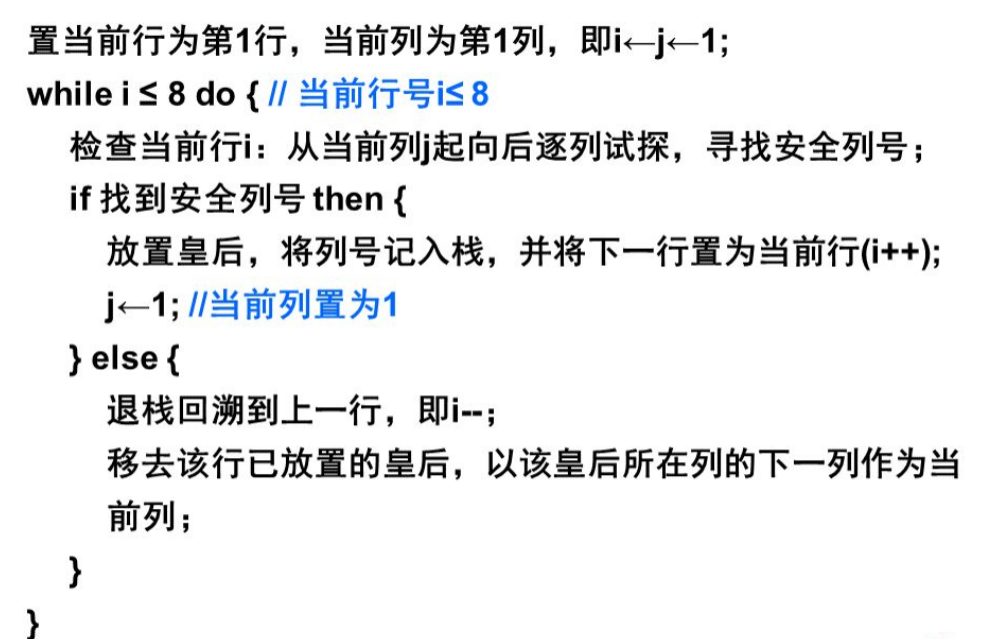 置当前行为第1行，当前列为第1列，即i←j←1;
while i ≤ 8 do { // 当前行号i≤ 8
检查当前行i：从当前列j起向后逐列试探，寻找安全列号；
if 找到安全列号 then {
放置皇后，将列号记入栈，并将下一行置为当前行(i++);
j←1; //当前列置为1
} else {
退栈回溯到上一行，即i--；
移去该行已放置的皇后，以该皇后所在列的下一列作为当
前列；
}
}